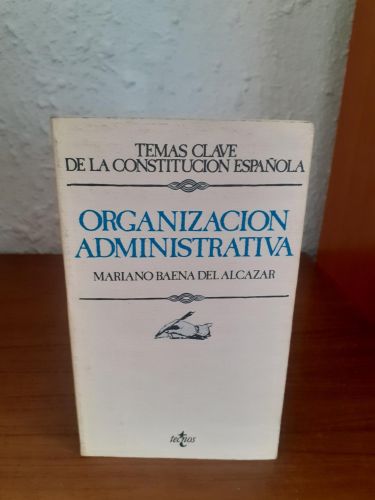 TEMAS CLAVE
DE LA CONSTITUCION ESPAÑOLA
ORGANIZACION
ADMINISTRATIVA
MARIANO BAENA DEL ALCAZAR
tecnos